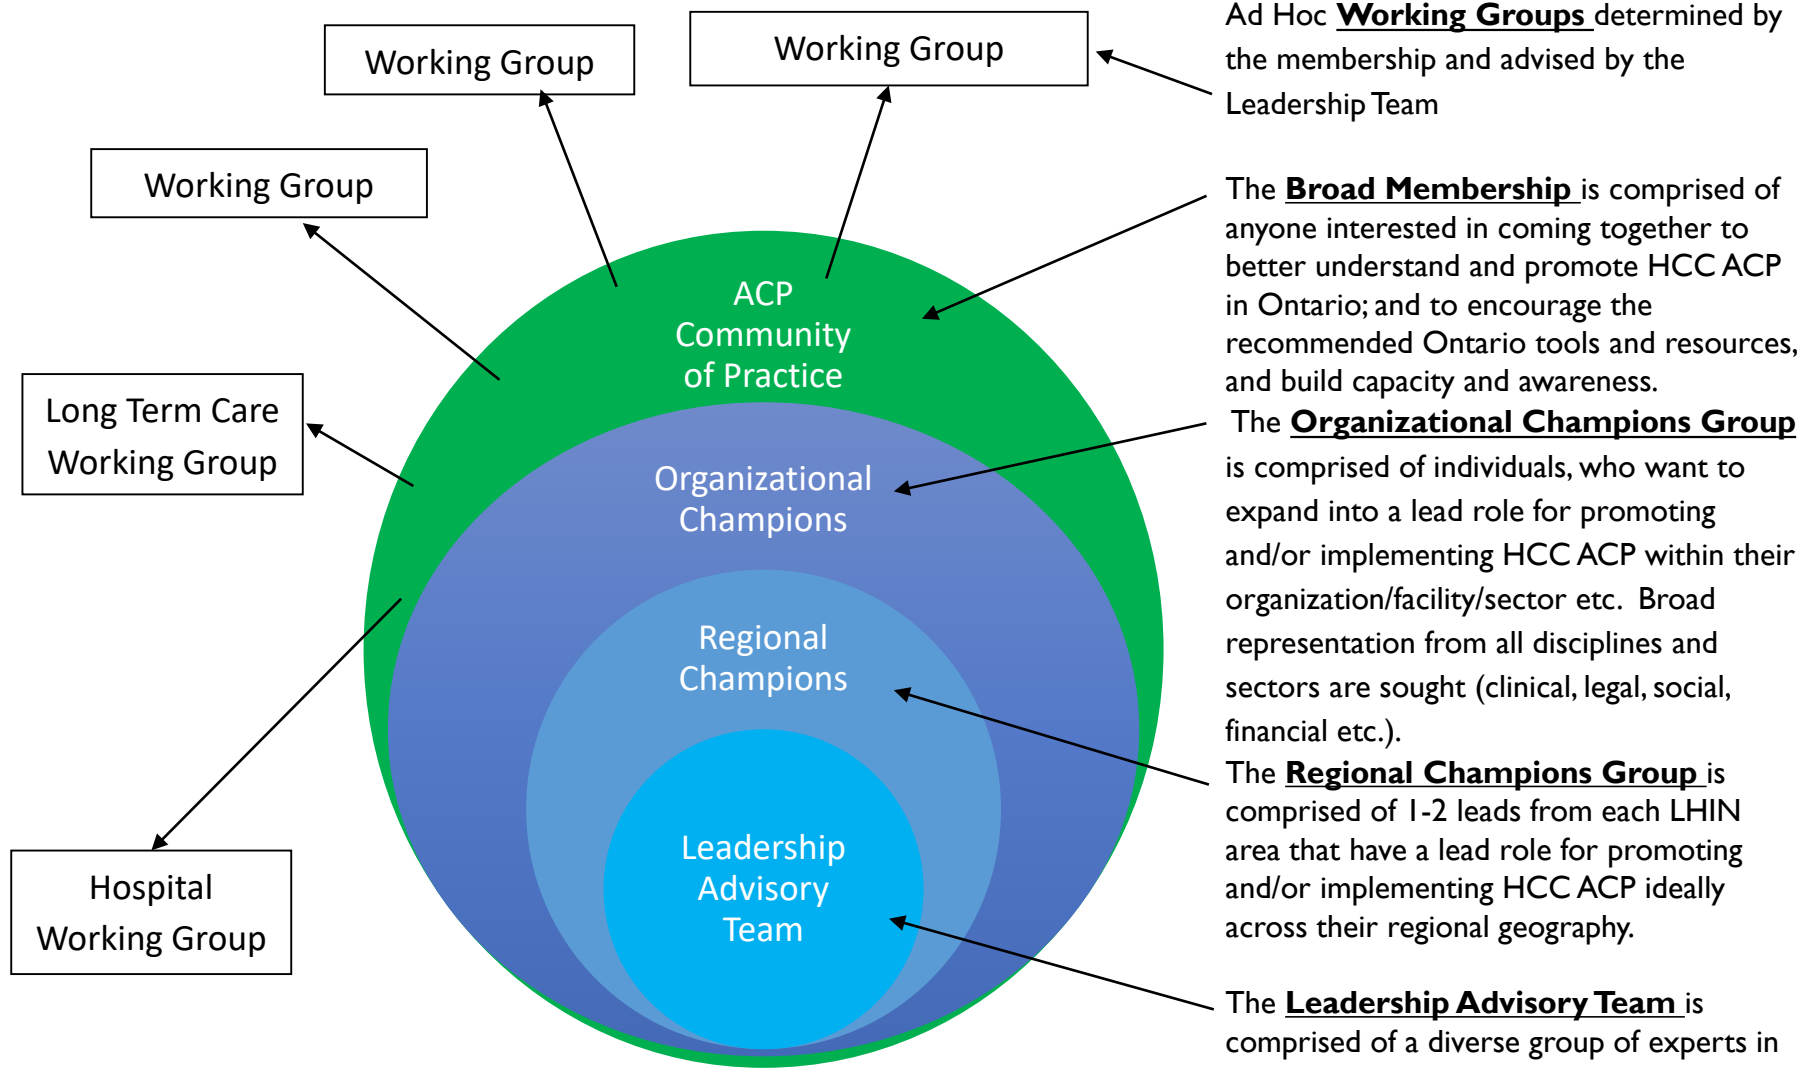 Working Group
Working Group
Working Group
Long Term Care
Working Group
Hospital
Working Group
ACP
Community
of Practice
Organizational
Champions
Regional
Champions
Leadership
Advisory
Team
Ad Hoc Working Groups determined by
the membership and advised by the
Leadership Team
The Broad Membership is comprised of
anyone interested in coming together to
better understand and promote HCC ACP
in Ontario; and to encourage the
recommended Ontario tools and resources,
and build capacity and awareness.
The Organizational Champions Group
is comprised of individuals, who want to
expand into a lead role for promoting
and/or implementing HCC ACP within their
organization/facility/sector etc. Broad
representation from all disciplines and
sectors are sought (clinical, legal, social,
financial etc.).
The Regional Champions Group is
comprised of 1-2 leads from each LHIN
area that have a lead role for promoting
and/or implementing HCC ACP ideally
across their regional geography.
The Leadership Advisory Team is
comprised of a diverse group of experts in